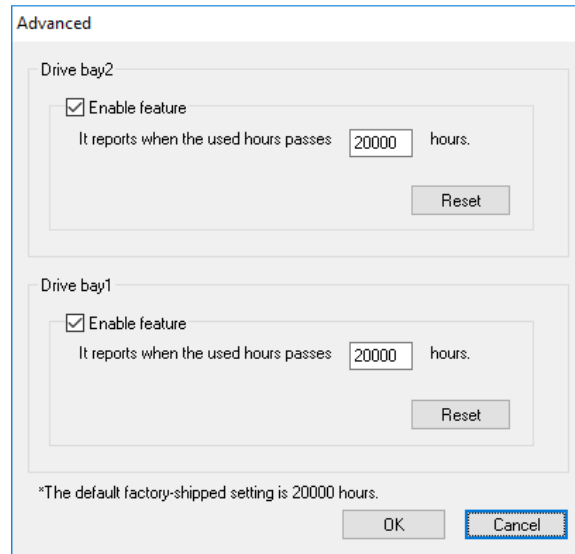 Advanced
Drive bay2
Enable feature
It reports when the used hours passes 20000 hours.
Reset
Drive bay1
Enable feature
It reports when the used hours passes 20000 hours.
Reset
*The default factory-shipped setting is 20000 hours.
OK Cancel